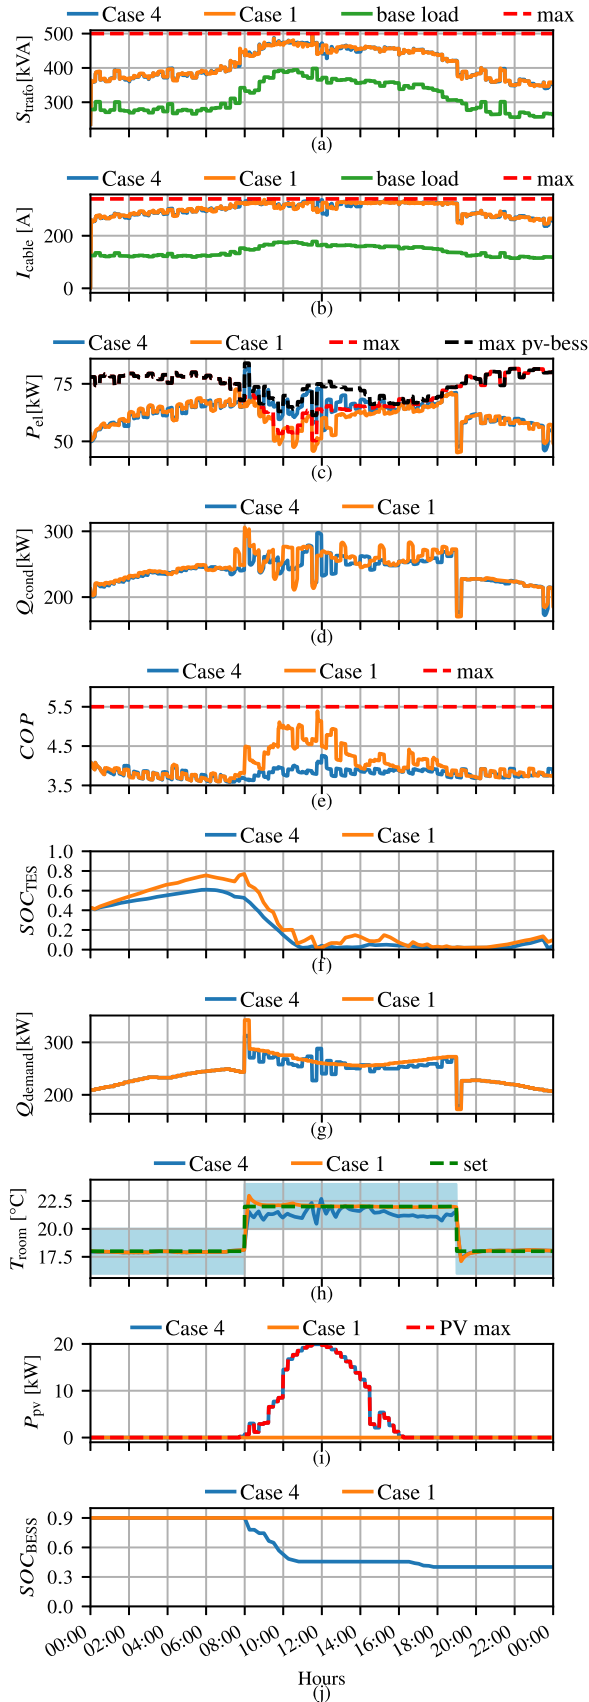 Case 4 Case 1 base load max
500
400
300
S_trafo [kVA]
(a)
Case 4 Case 1 base load max
200
0
I_cable [A]
(b)
Case 4 Case 1 max max pv-bess
75
50
P_el [kW]
(c)
Case 4 Case 1
300
200
Q_cond [kW]
(d)
Case 4 Case 1 max
5.5
4.5
3.5
COP
(e)
Case 4 Case 1
1.0
0.8
0.6
0.4
0.2
0.0
SOC_TES
(f)
Case 4 Case 1
300
200
Q_demand [kW]
(g)
Case 4 Case 1 set
22.5
20.0
17.5
T_room [°C]
(h)
Case 4 Case 1 PV max
20
10
0
P_pv [kW]
(i)
Case 4 Case 1
0.9
0.6
0.3
0.0
SOC_BESS
00:00 02:00 04:00 06:00 08:00 10:00 12:00 14:00 16:00 18:00 20:00 22:00 00:00
Hours
(j)